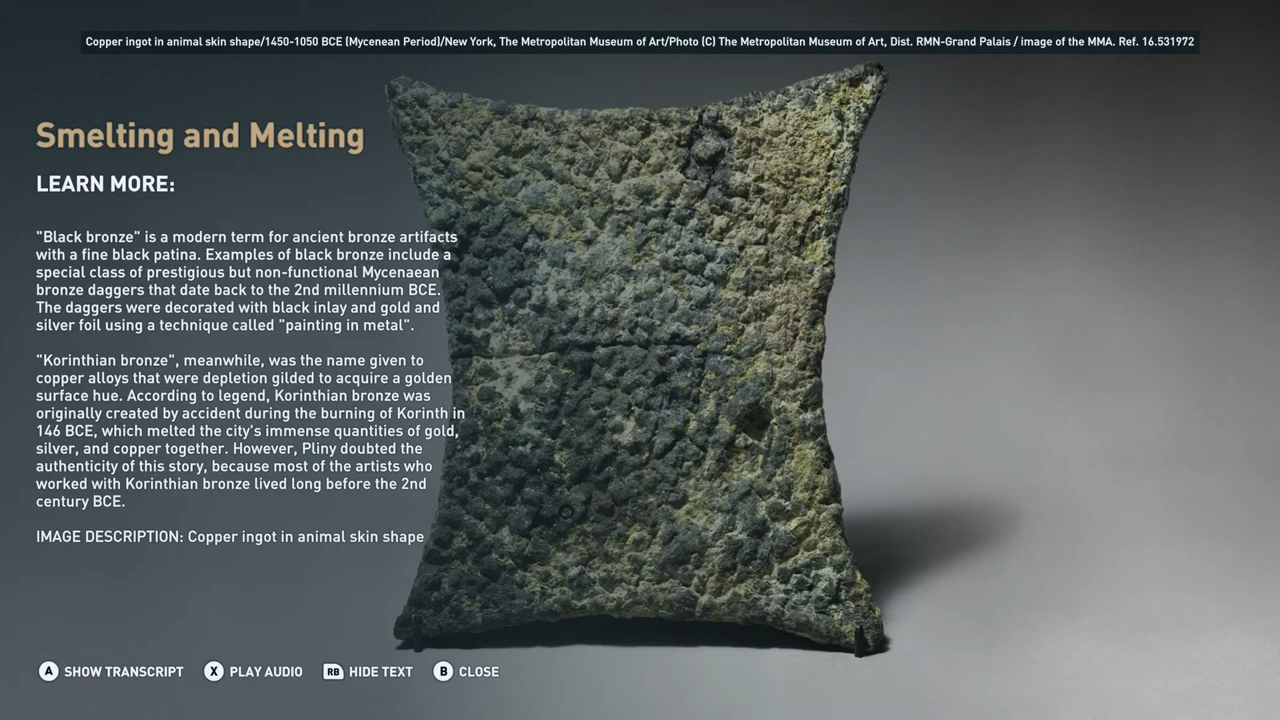 Copper ingot in animal skin shape/1450-1050 BCE (Mycenean Period)/New York, The Metropolitan Museum of Art/Photo (C) The Metropolitan Museum of Art, Dist. RMN-Grand Palais / image of the MMA. Ref. 16.531972
Smelting and Melting
LEARN MORE:
"Black bronze" is a modern term for ancient bronze artifacts
with a fine black patina. Examples of black bronze include a
special class of prestigious but non-functional Mycenaean
bronze daggers that date back to the 2nd millennium BCE.
The daggers were decorated with black inlay and gold and
silver foil using a technique called "painting in metal".
"Korinthian bronze", meanwhile, was the name given to
copper alloys that were depletion gilded to acquire a golden
surface hue. According to legend, Korinthian bronze was
originally created by accident during the burning of Korinth in
146 BCE, which melted the city's immense quantities of gold,
silver, and copper together. However, Pliny doubted the
authenticity of this story, because most of the artists who
worked with Korinthian bronze lived long before the 2nd
century BCE.
IMAGE DESCRIPTION: Copper ingot in animal skin shape
A SHOW TRANSCRIPT X PLAY AUDIO RB HIDE TEXT B CLOSE